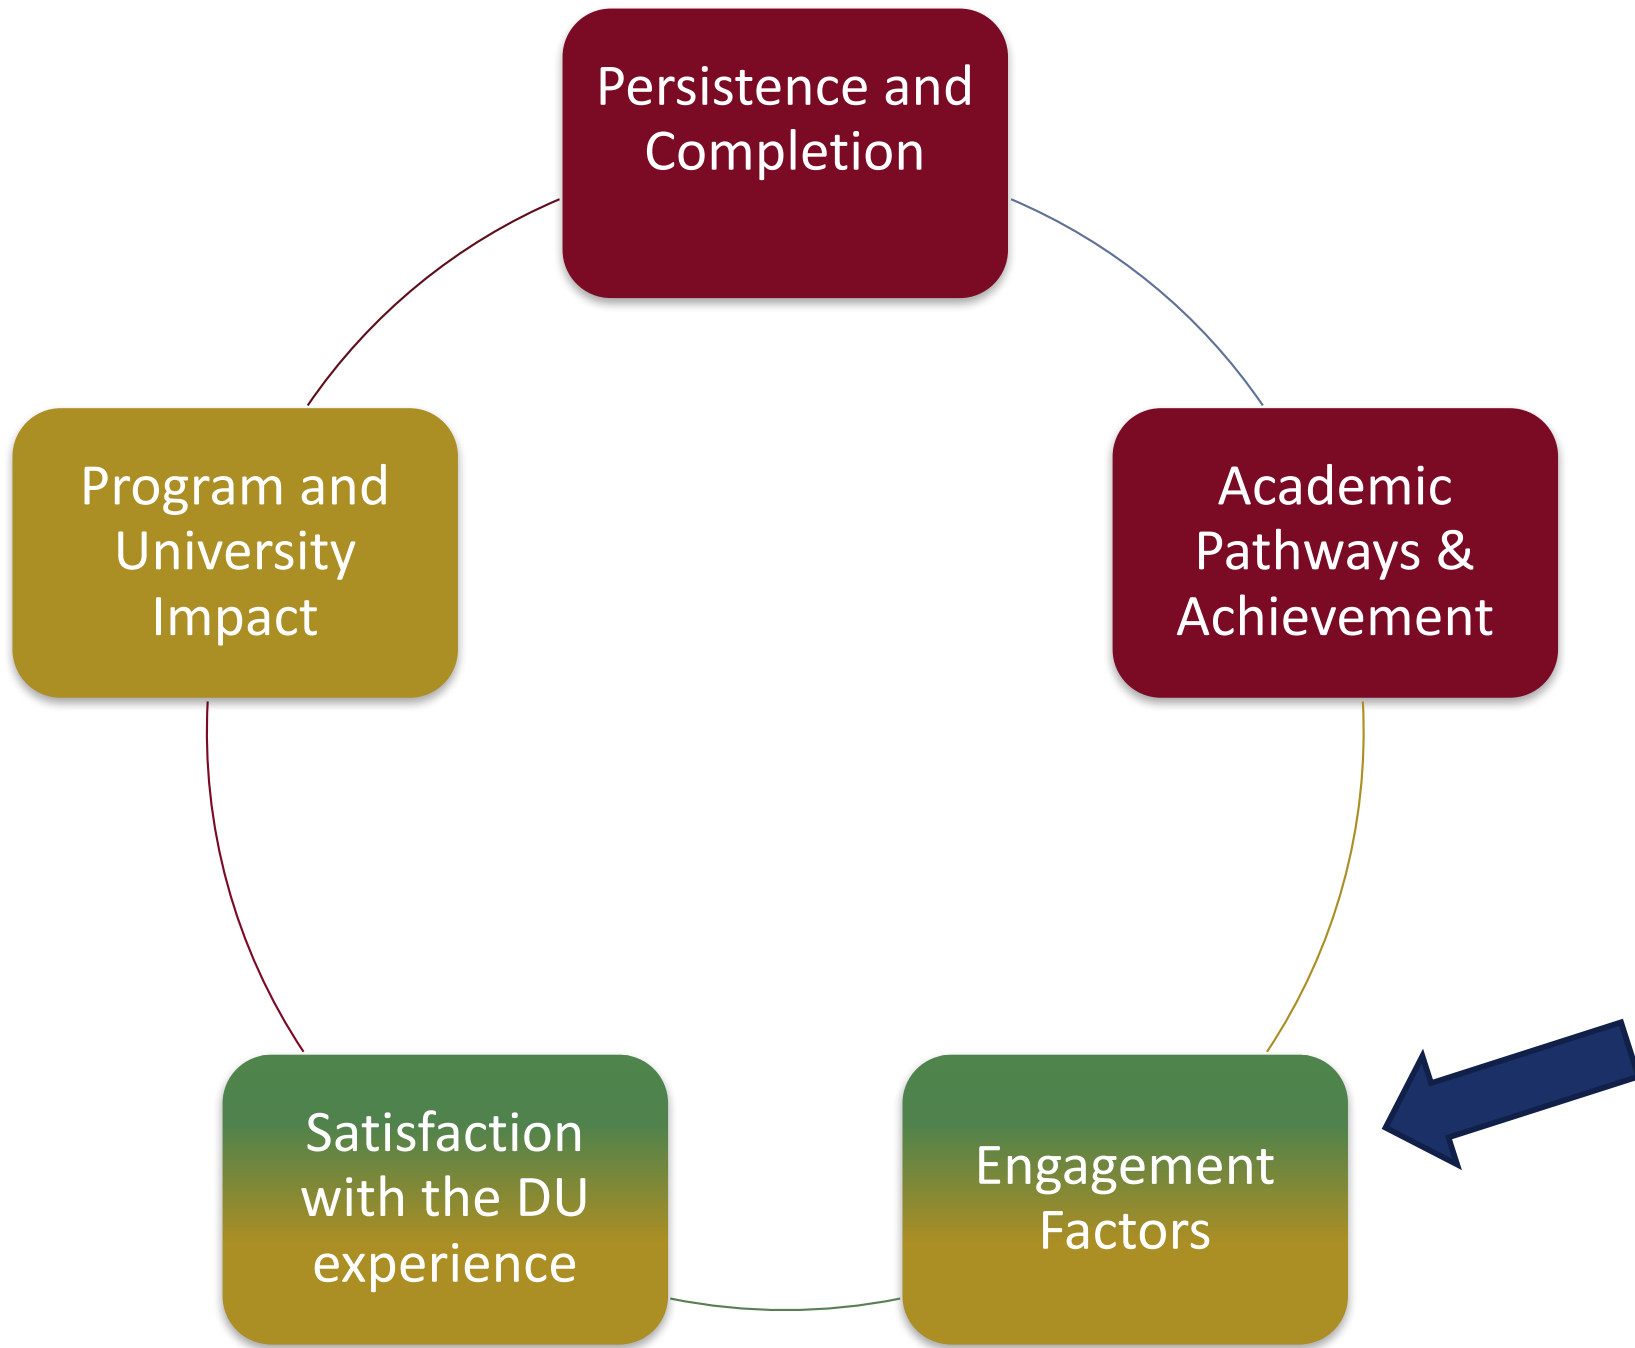 Persistence and
Completion
Program and
University
Impact
Academic
Pathways &
Achievement
Satisfaction
with the DU
experience
Engagement
Factors